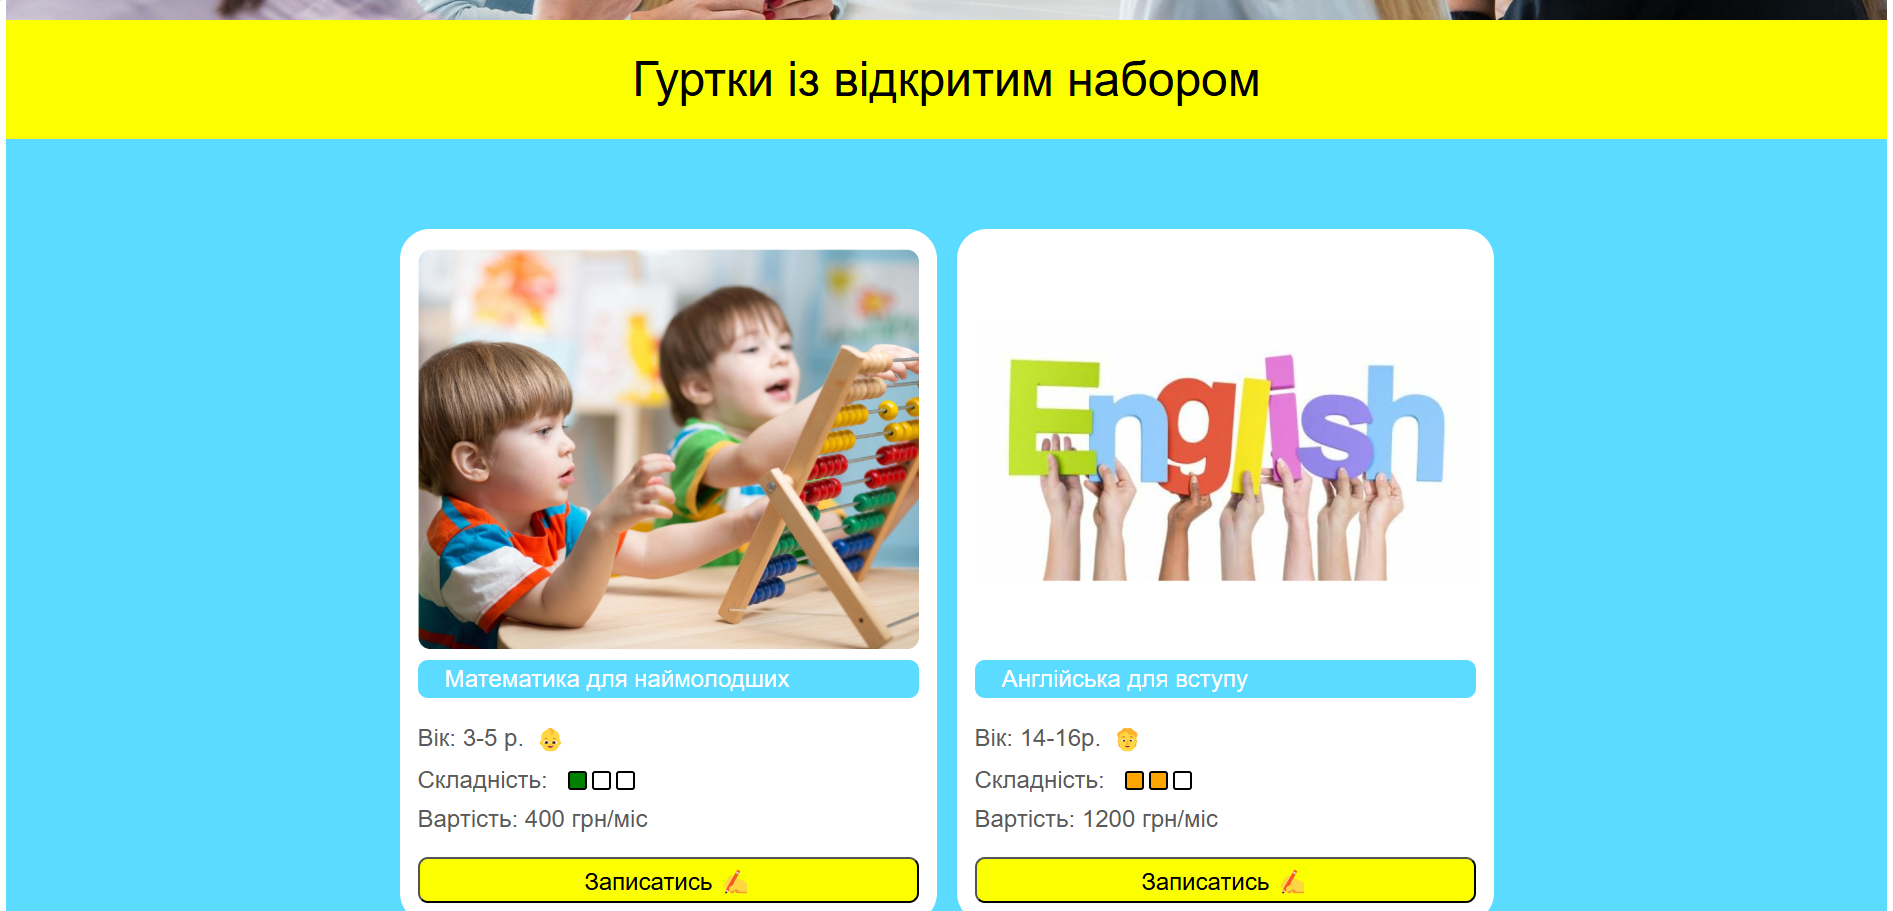 Гуртки із відкритим набором
English
Математика для наймолодших
Вік: 3-5 р.
Складність:
Вартість: 400 грн/міс
Записатись
Англійська для вступу
Вік: 14-16р.
Складність:
Вартість: 1200 грн/міс
Записатись